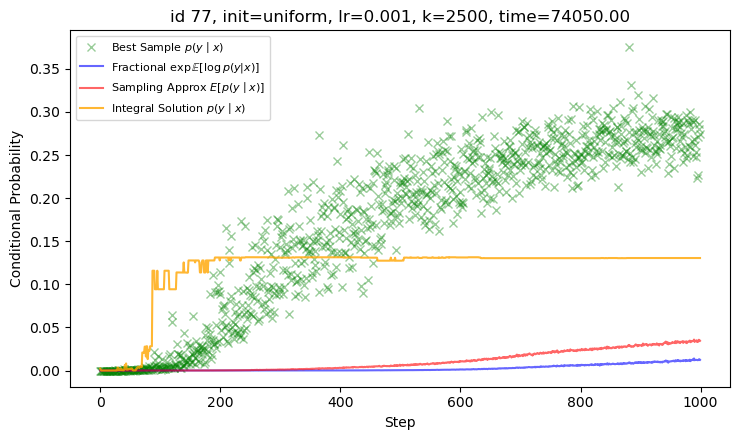 id 77, init=uniform, lr=0.001, k=2500, time=74050.00
Best Sample p(y | x)
Fractional exp𝔼[log p(y|x)]
Sampling Approx E[p(y | x)]
Integral Solution p(y | x)
Conditional Probability
0.35
0.30
0.25
0.20
0.15
0.10
0.05
0.00
0 200 400 600 800 1000
Step